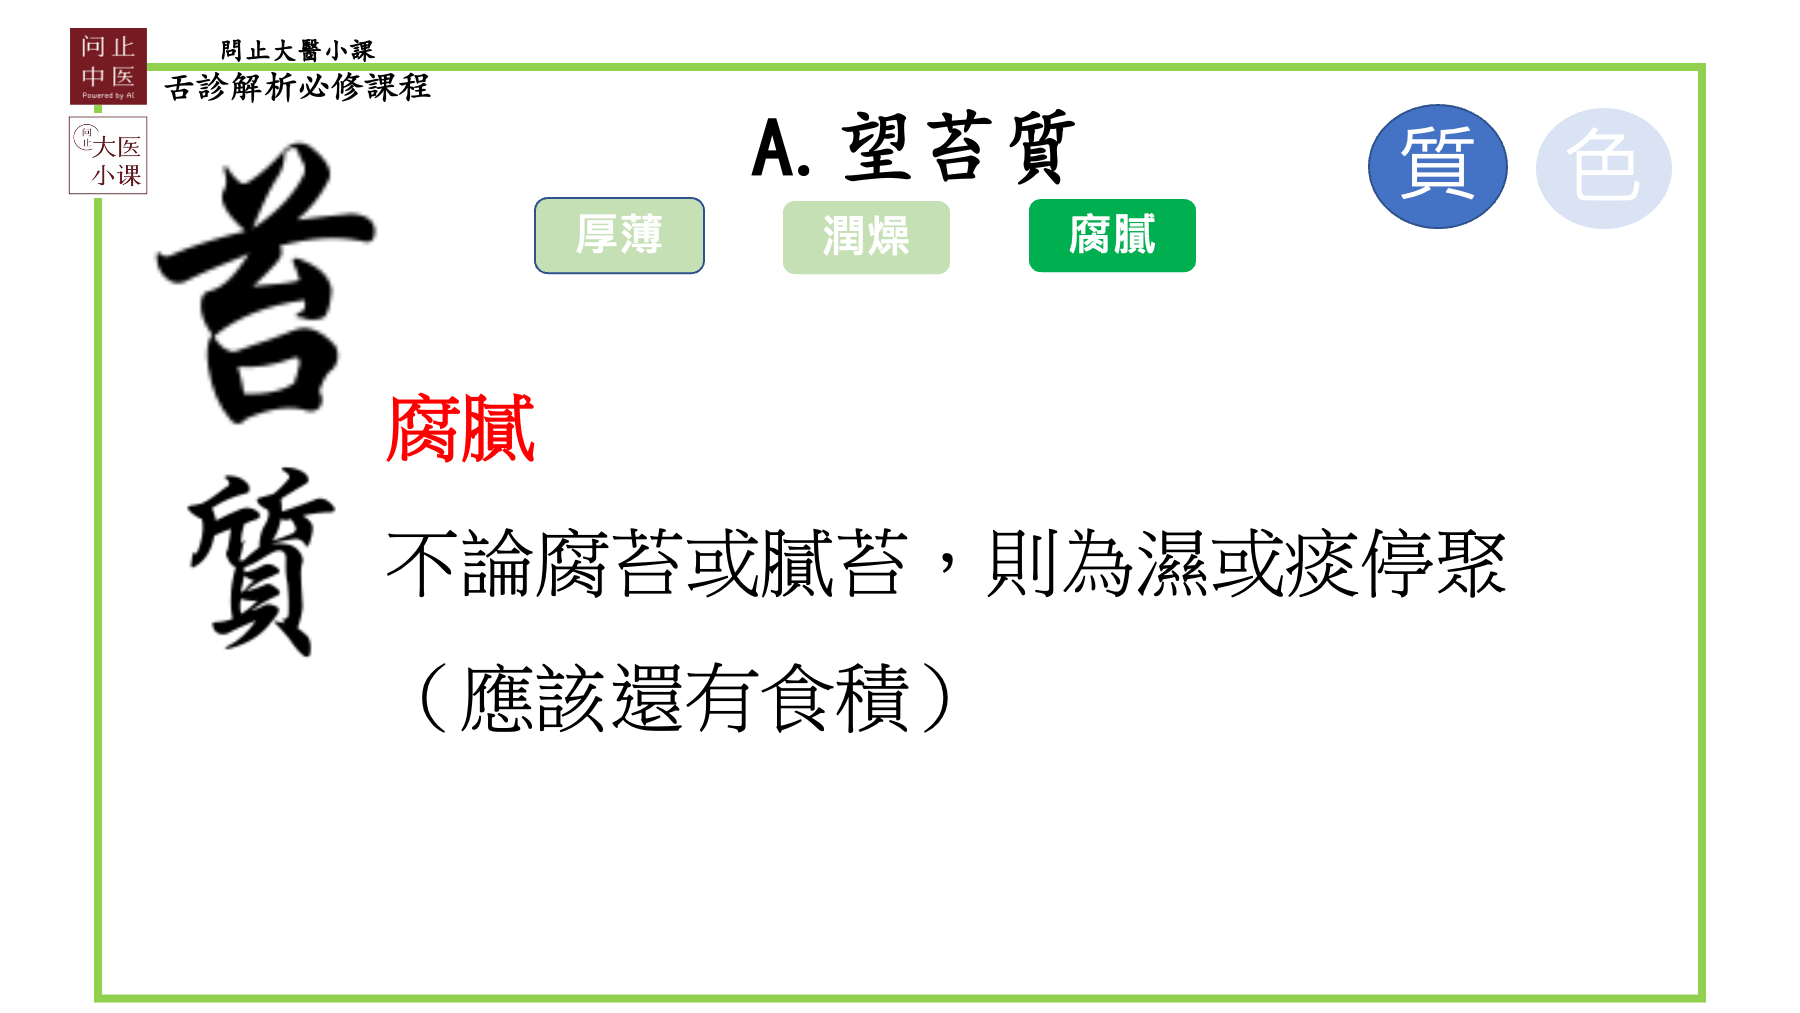 问止
中医
Powered by AI
問止大醫小課
舌診解析必修課程
问止
大医
小课
A.望苔質
質
色
厚薄
潤燥
腐膩
苔
質
腐膩
不論腐苔或膩苔，則為濕或痰停聚
（應該還有食積）